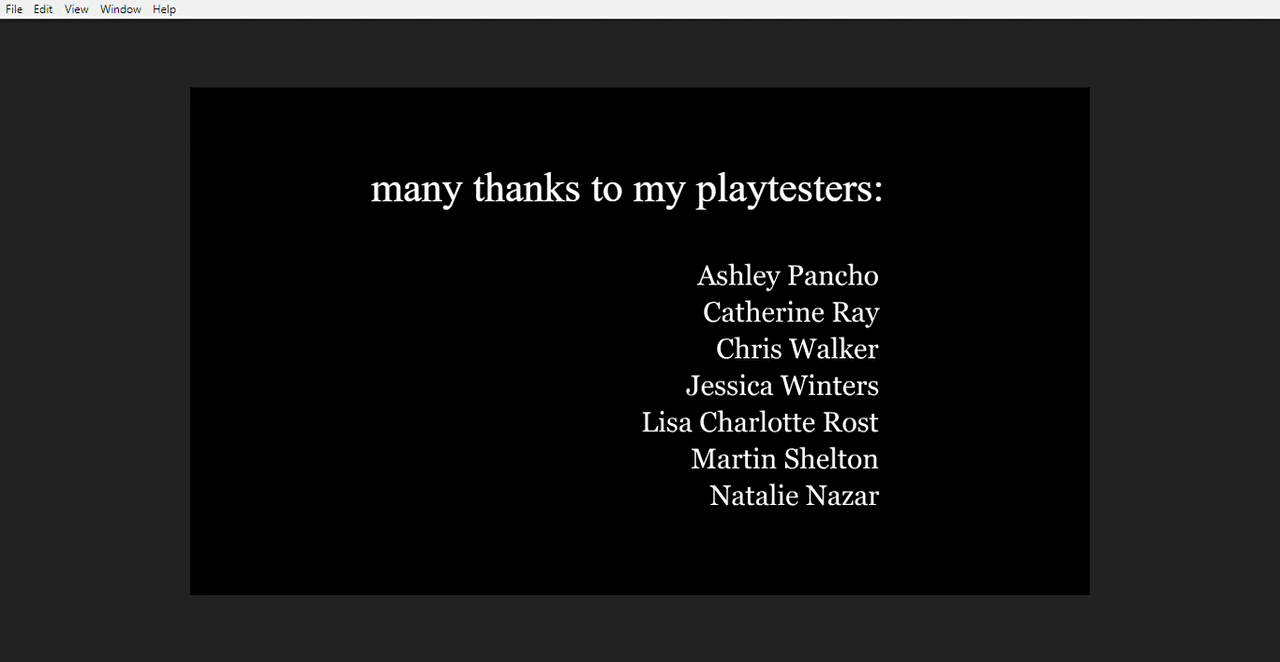 File Edit View Window Help
many thanks to my playtesters:
Ashley Pancho
Catherine Ray
Chris Walker
Jessica Winters
Lisa Charlotte Rost
Martin Shelton
Natalie Nazar